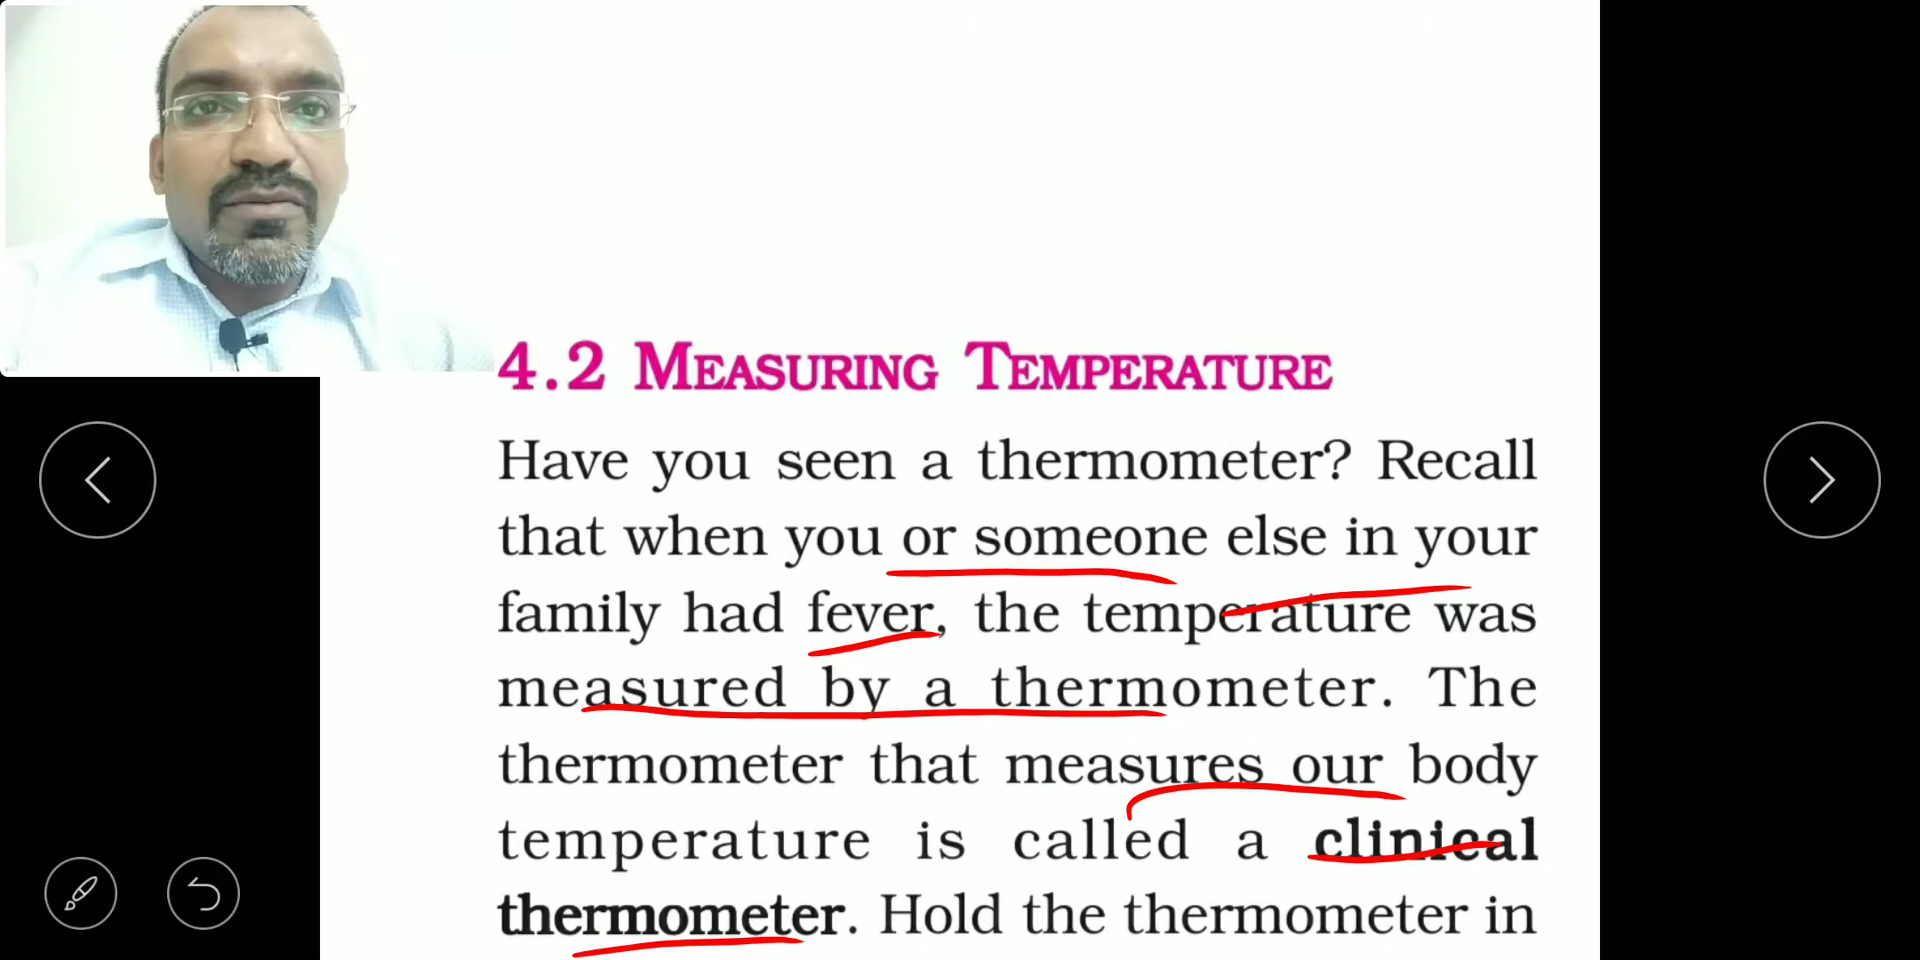 4.2 MEASURING TEMPERATURE
Have you seen a thermometer? Recall
that when you or someone else in your
family had fever, the temperature was
measured by a thermometer. The
thermometer that measures our body
temperature is called a clinical
thermometer. Hold the thermometer in